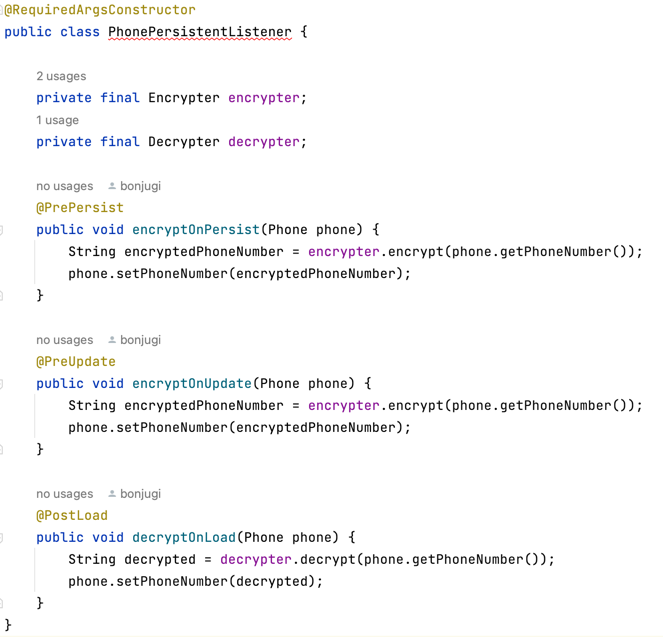 @RequiredArgsConstructor
public class PhonePersistentListener {
2 usages
private final Encrypter encrypter;
1 usage
private final Decrypter decrypter;
no usages bonjugi
@PrePersist
public void encryptOnPersist(Phone phone) {
String encryptedPhoneNumber = encrypter.encrypt(phone.getPhoneNumber());
phone.setPhoneNumber(encryptedPhoneNumber);
}
no usages bonjugi
@PreUpdate
public void encryptOnUpdate(Phone phone) {
String encryptedPhoneNumber = encrypter.encrypt(phone.getPhoneNumber());
phone.setPhoneNumber(encryptedPhoneNumber);
}
no usages bonjugi
@PostLoad
public void decryptOnLoad(Phone phone) {
String decrypted = decrypter.decrypt(phone.getPhoneNumber());
phone.setPhoneNumber(decrypted);
}
}